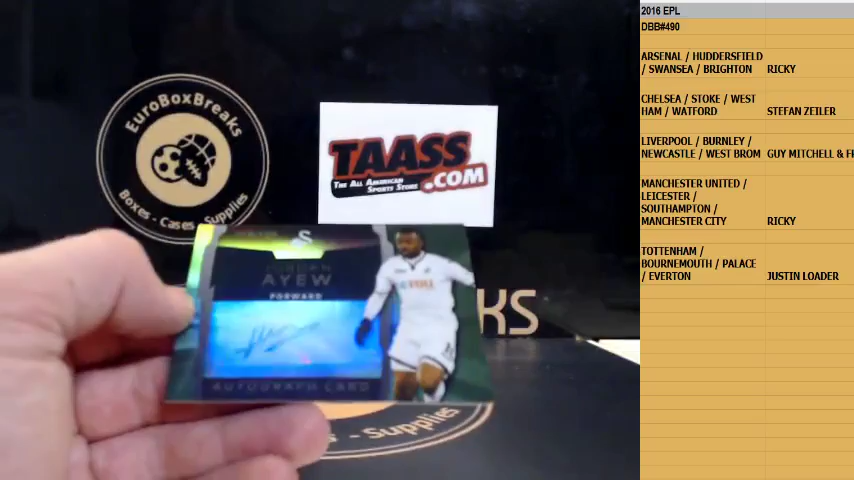 EuroBoxBreaks
Boxes - Cases - Supplies
TAASS
.COM
THE ALL AMERICAN
SPORTS STORE
AYEW
FORWARD
AUTOGRAPH CARD
KS
- Supplies
2016 EPL
DBB#490
ARSENAL / HUDDERSFIELD
/ SWANSEA / BRIGHTON RICKY
CHELSEA / STOKE / WEST
HAM / WATFORD STEFAN ZEILER
LIVERPOOL / BURNLEY /
NEWCASTLE / WEST BROM GUY MITCHELL & F
MANCHESTER UNITED /
LEICESTER /
SOUTHAMPTON /
MANCHESTER CITY RICKY
TOTTENHAM /
BOURNEMOUTH / PALACE
/ EVERTON JUSTIN LOADER